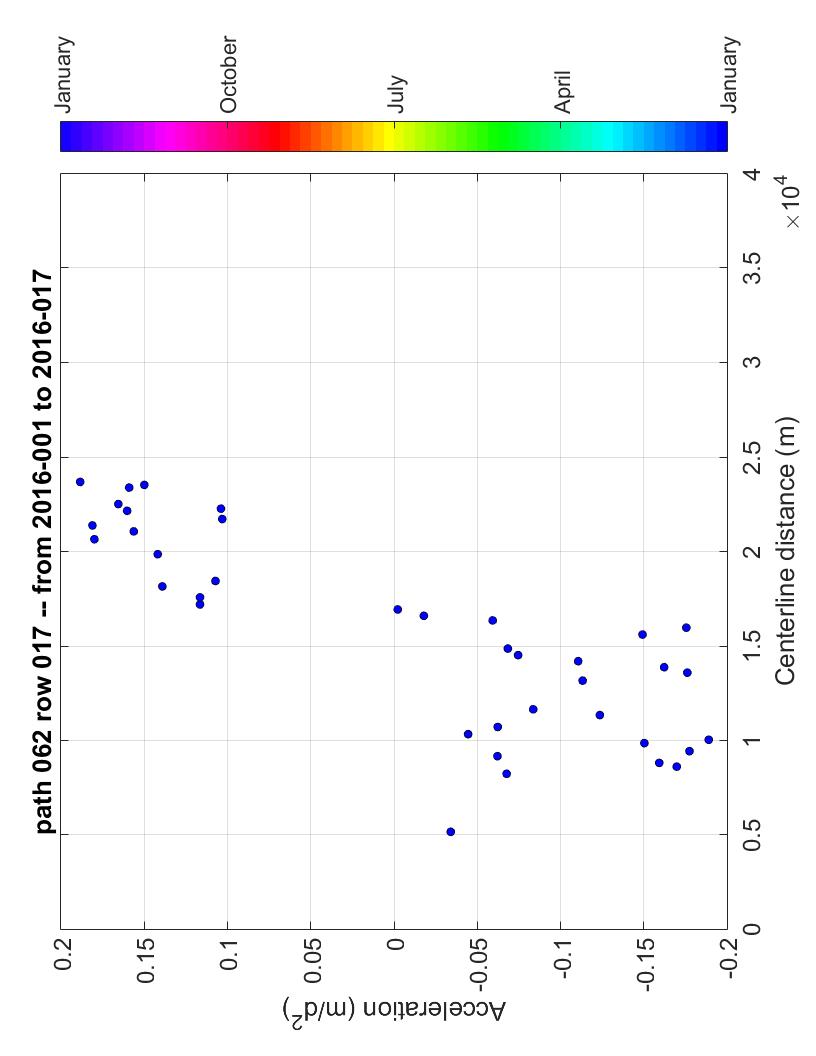 path 062 row 017 -- from 2016-001 to 2016-017
Acceleration (m/d²)
0.2
0.15
0.1
0.05
0
-0.05
-0.1
-0.15
-0.2
0
0.5
1
1.5
2
2.5
3
3.5
4
×10⁴
Centerline distance (m)
January
October
July
April
January